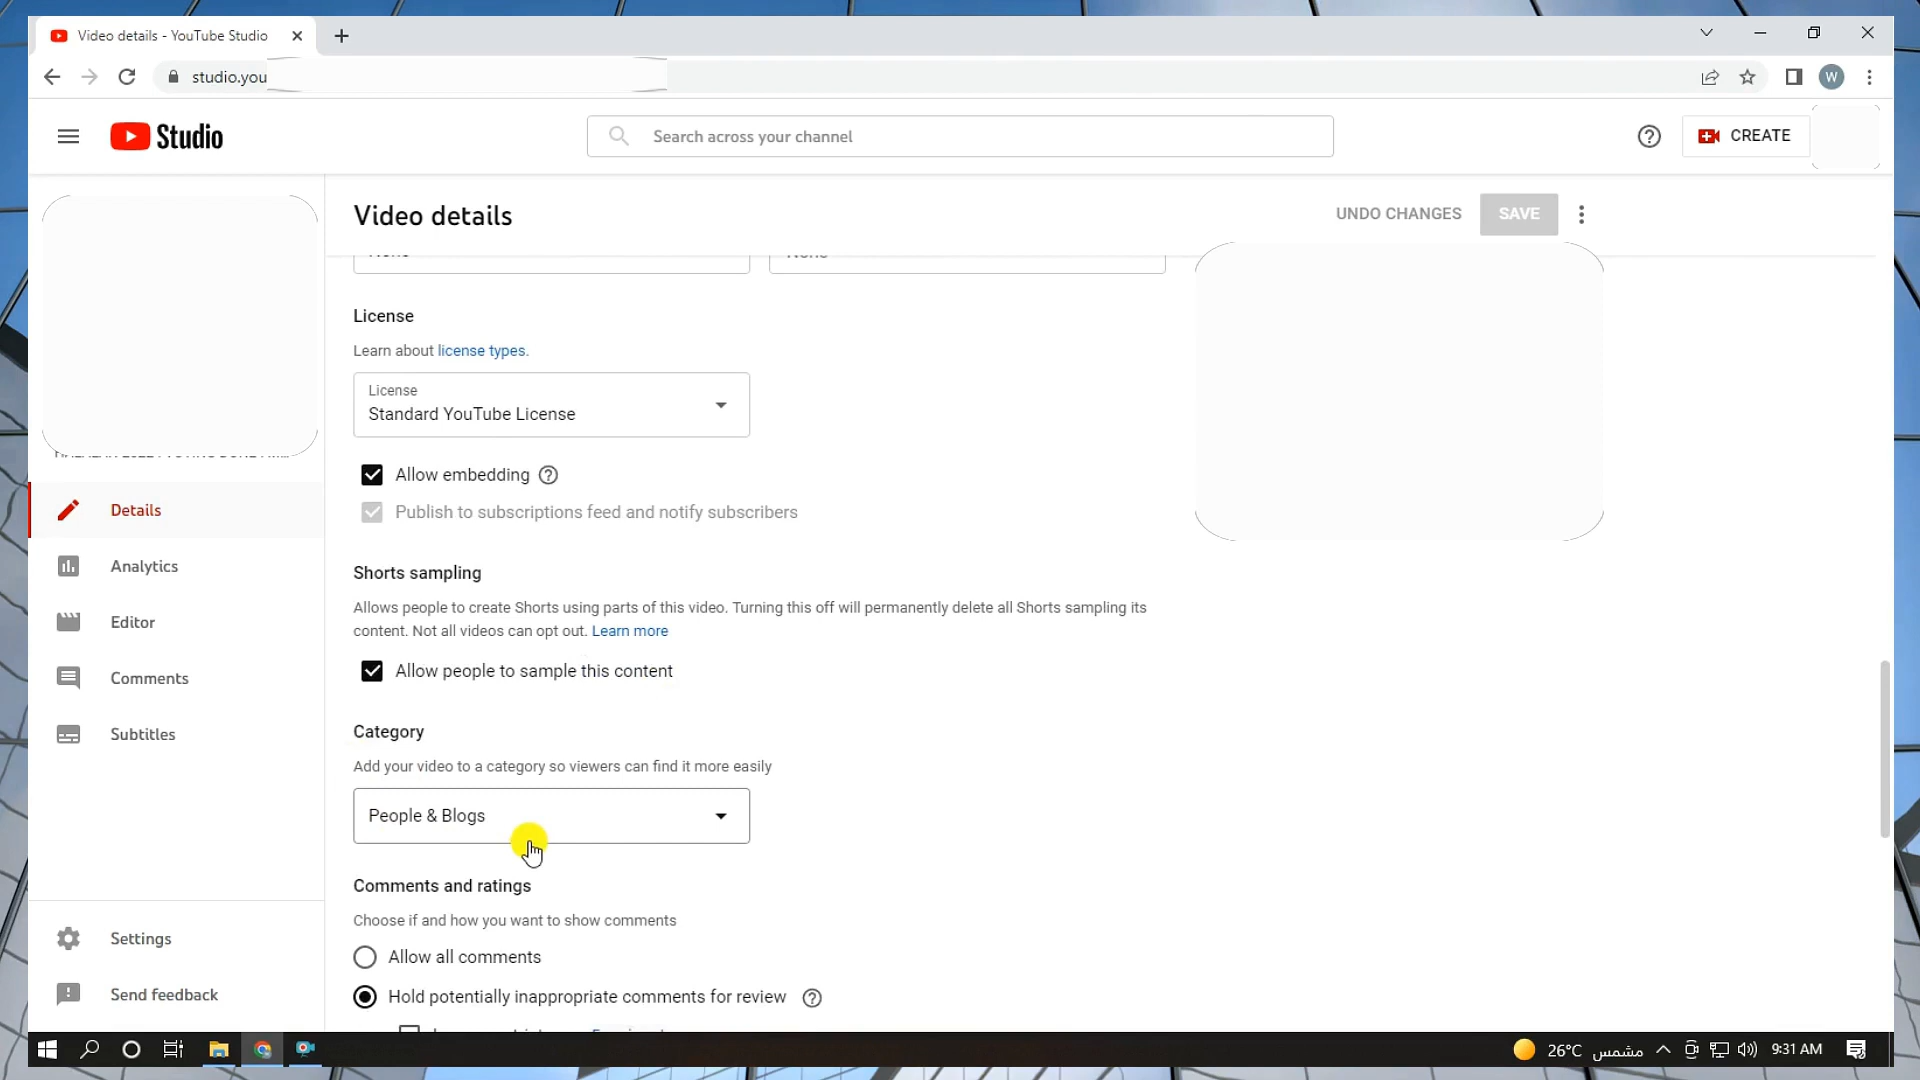 Video details - YouTube Studio
studio.you
Studio
Search across your channel
CREATE
Video details
UNDO CHANGES
SAVE
License
Learn about license types.
License
Standard YouTube License
Allow embedding
Publish to subscriptions feed and notify subscribers
Details
Analytics
Editor
Comments
Subtitles
Settings
Send feedback
Shorts sampling
Allows people to create Shorts using parts of this video. Turning this off will permanently delete all Shorts sampling its
content. Not all videos can opt out. Learn more
Allow people to sample this content
Category
Add your video to a category so viewers can find it more easily
People & Blogs
Comments and ratings
Choose if and how you want to show comments
Allow all comments
Hold potentially inappropriate comments for review
26°C مشمس
9:31 AM
W